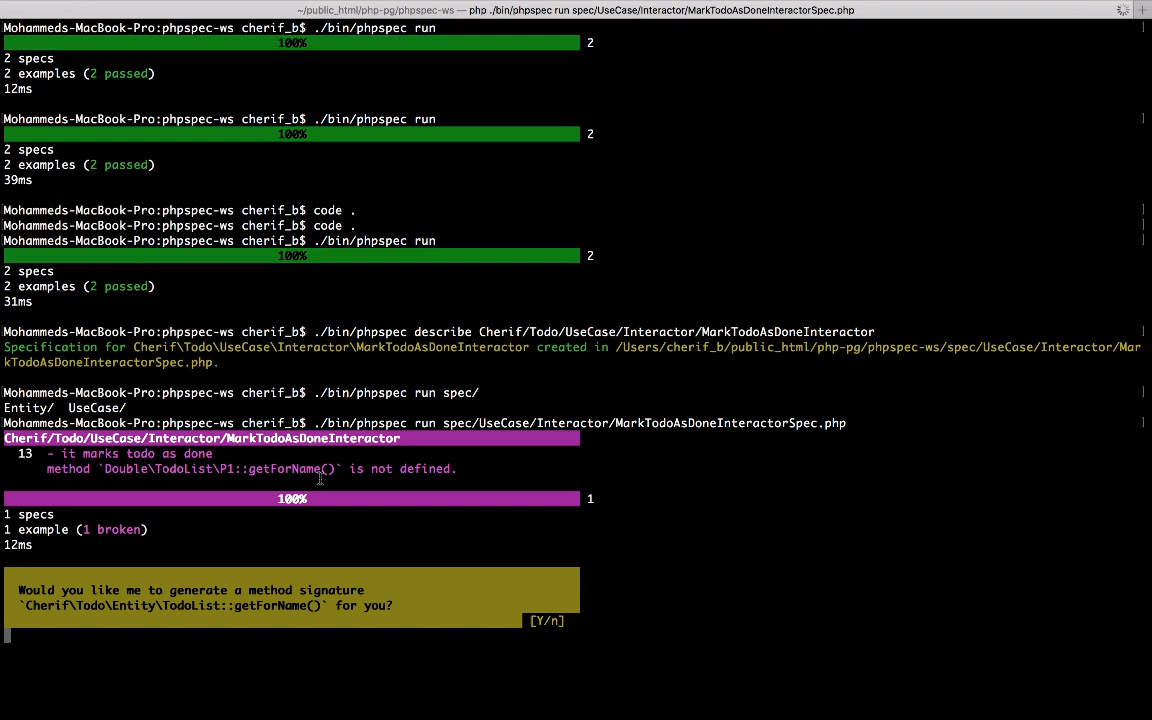 ~/public_html/php-pg/phpspec-ws — php ./bin/phpspec run spec/UseCase/Interactor/MarkTodoAsDoneInteractorSpec.php
Mohammeds-MacBook-Pro:phpspec-ws cherif_b$ ./bin/phpspec run
100% 2
2 specs
2 examples (2 passed)
12ms
Mohammeds-MacBook-Pro:phpspec-ws cherif_b$ ./bin/phpspec run
100% 2
2 specs
2 examples (2 passed)
39ms
Mohammeds-MacBook-Pro:phpspec-ws cherif_b$ code .
Mohammeds-MacBook-Pro:phpspec-ws cherif_b$ code .
Mohammeds-MacBook-Pro:phpspec-ws cherif_b$ ./bin/phpspec run
100% 2
2 specs
2 examples (2 passed)
31ms
Mohammeds-MacBook-Pro:phpspec-ws cherif_b$ ./bin/phpspec describe Cherif/Todo/UseCase/Interactor/MarkTodoAsDoneInteractor
Specification for Cherif\Todo\UseCase\Interactor\MarkTodoAsDoneInteractor created in /Users/cherif_b/public_html/php-pg/phpspec-ws/spec/UseCase/Interactor/Mar
kTodoAsDoneInteractorSpec.php.
Mohammeds-MacBook-Pro:phpspec-ws cherif_b$ ./bin/phpspec run spec/
Entity/ UseCase/
Mohammeds-MacBook-Pro:phpspec-ws cherif_b$ ./bin/phpspec run spec/UseCase/Interactor/MarkTodoAsDoneInteractorSpec.php
Cherif/Todo/UseCase/Interactor/MarkTodoAsDoneInteractor
13 - it marks todo as done
method `Double\TodoList\P1::getForName()` is not defined.
100% 1
1 specs
1 example (1 broken)
12ms
Would you like me to generate a method signature
`Cherif\Todo\Entity\TodoList::getForName()` for you?
[Y/n]